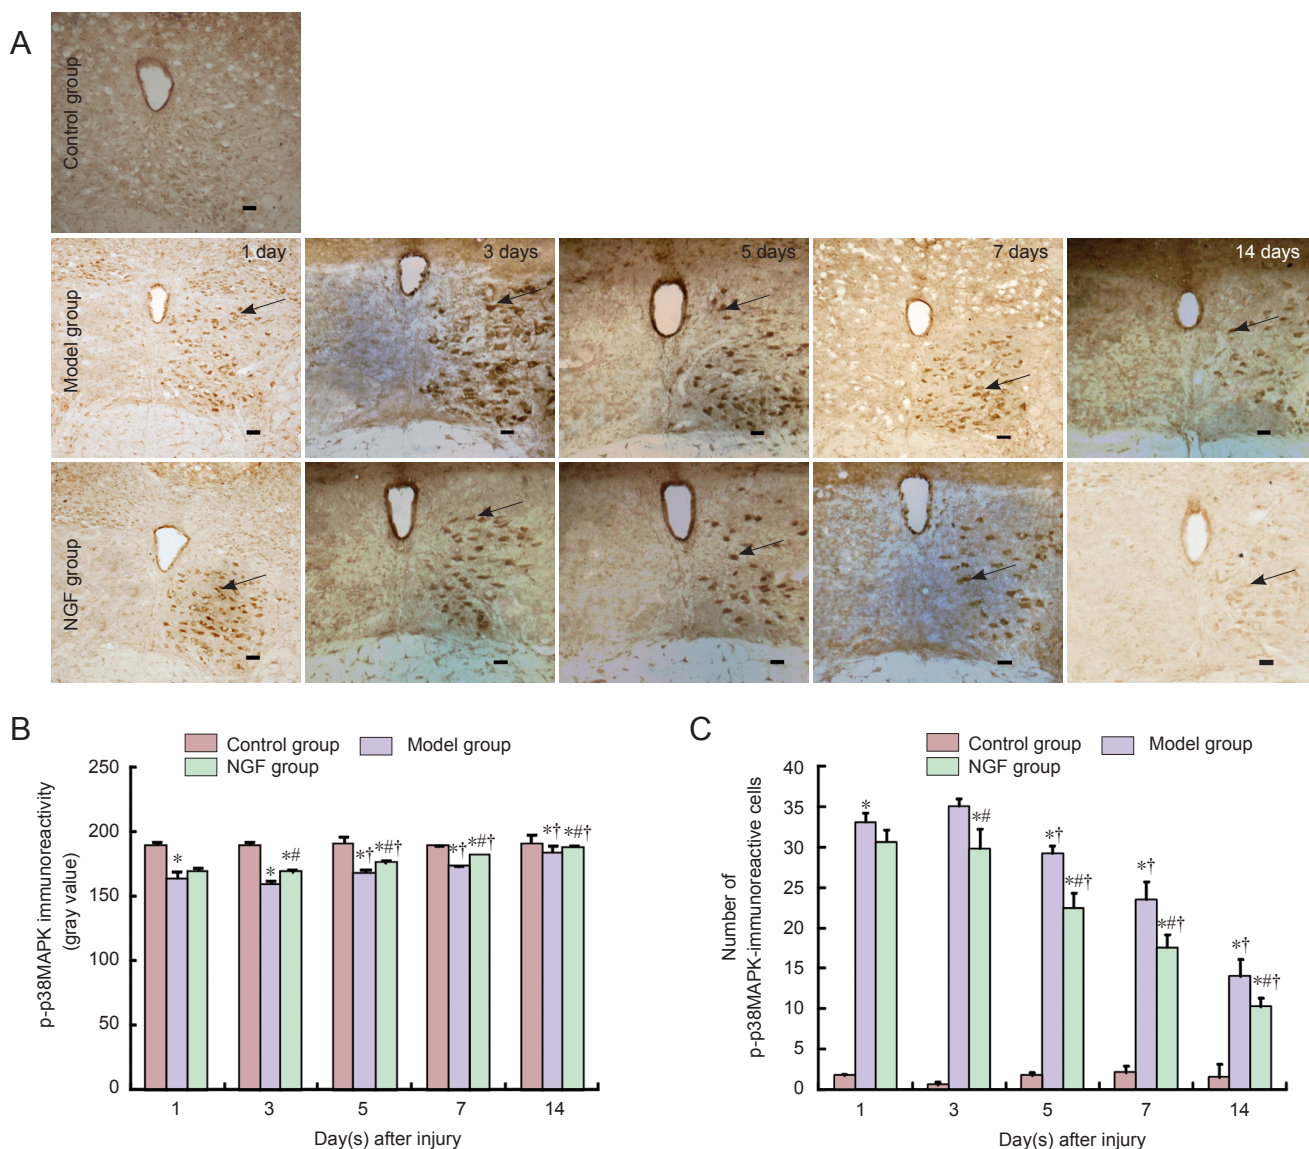 A
Control group
Model group
1 day
3 days
5 days
7 days
14 days
NGF group
B
Control group
Model group
NGF group
p-p38MAPK immunoreactivity
(gray value)
250
200
150
100
50
0
*
*
*#
*†
*#†
*†
*#†
*†
*#†
1
3
5
7
14
Day(s) after injury
C
Control group
Model group
NGF group
Number of
p-p38MAPK-immunoreactive cells
40
35
30
25
20
15
10
5
0
*
*#
*†
*#†
*†
*#†
*†
*#†
1
3
5
7
14
Day(s) after injury